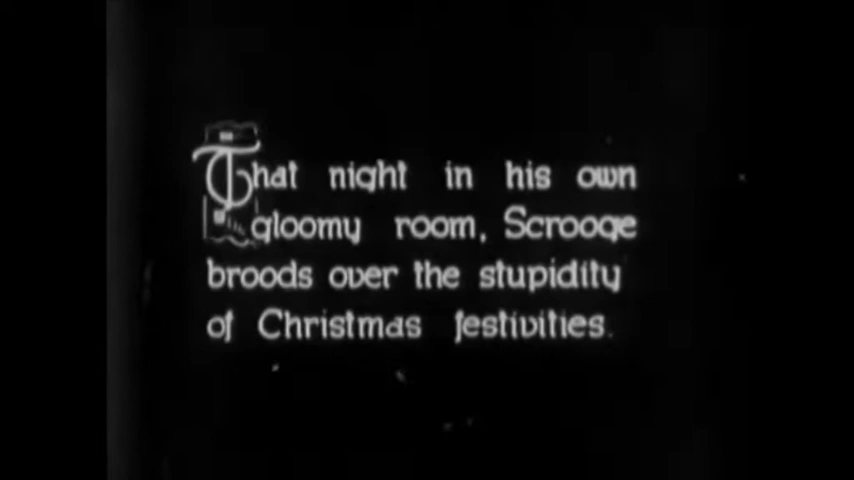 That night in his own
gloomy room, Scrooge
broods over the stupidity
of Christmas festivities.